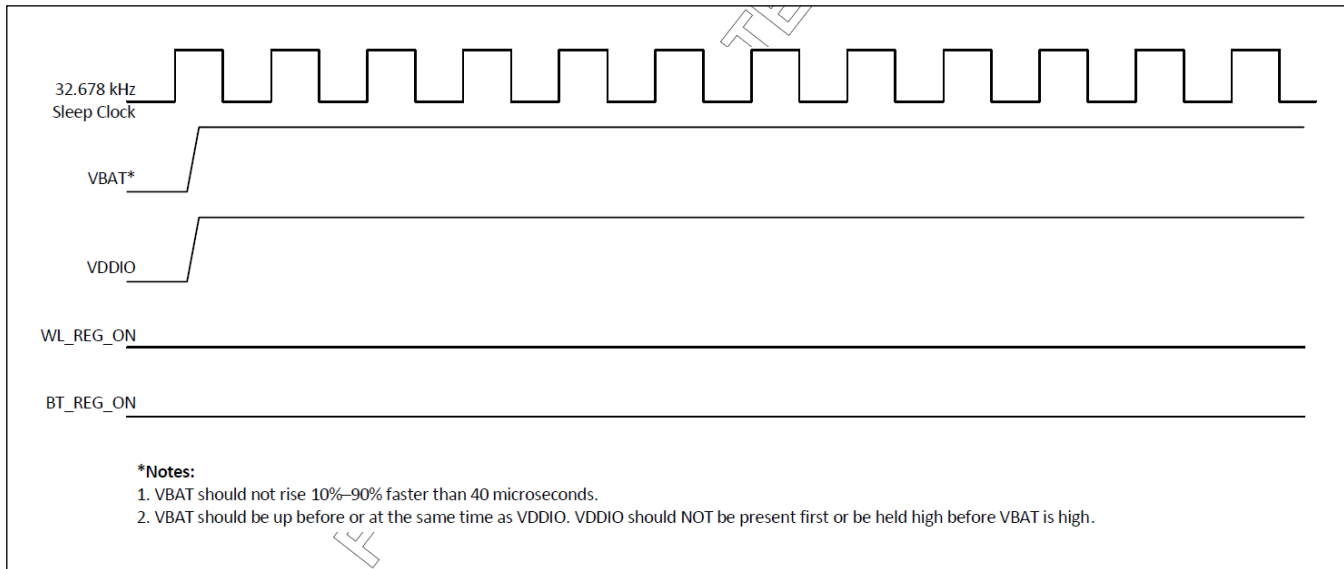 32.678 kHz
Sleep Clock
VBAT*
VDDIO
WL_REG_ON
BT_REG_ON
*Notes:
1. VBAT should not rise 10%–90% faster than 40 microseconds.
2. VBAT should be up before or at the same time as VDDIO. VDDIO should NOT be present first or be held high before VBAT is high.